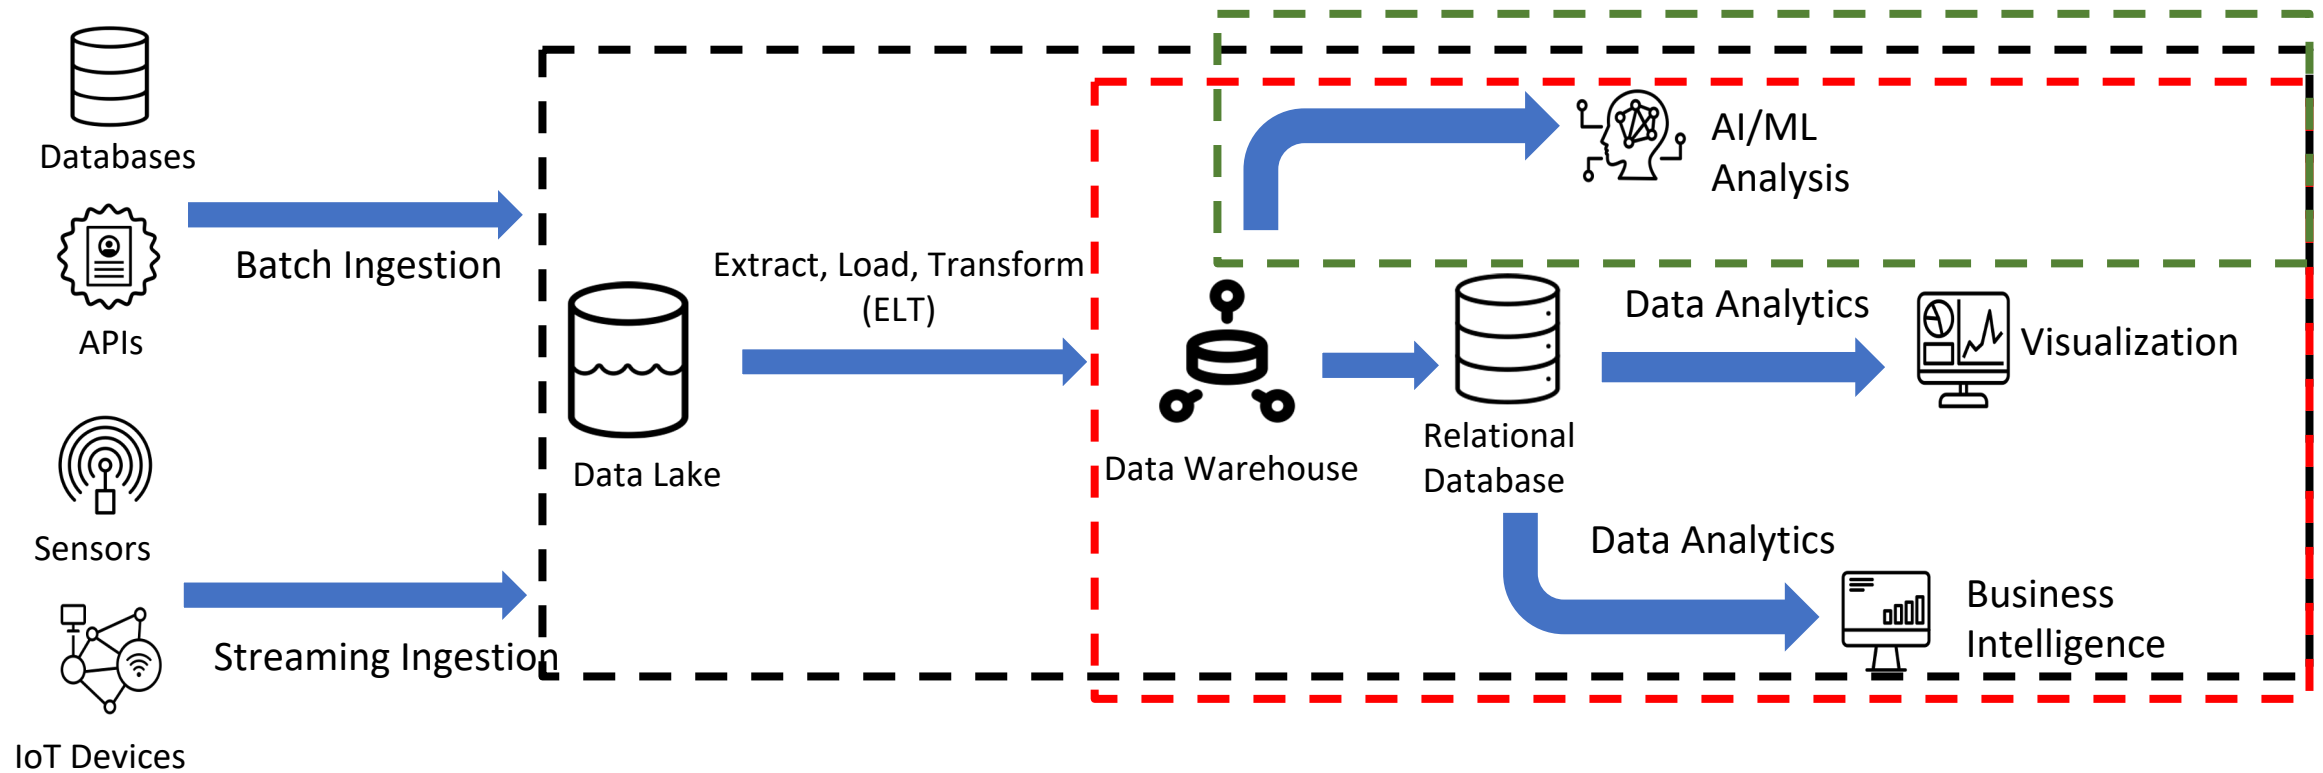 Databases
APIs
Batch Ingestion
Sensors
IoT Devices
Streaming Ingestion
Data Lake
Extract, Load, Transform
(ELT)
Data Warehouse
AI/ML
Analysis
Relational
Database
Data Analytics
Visualization
Data Analytics
Business
Intelligence